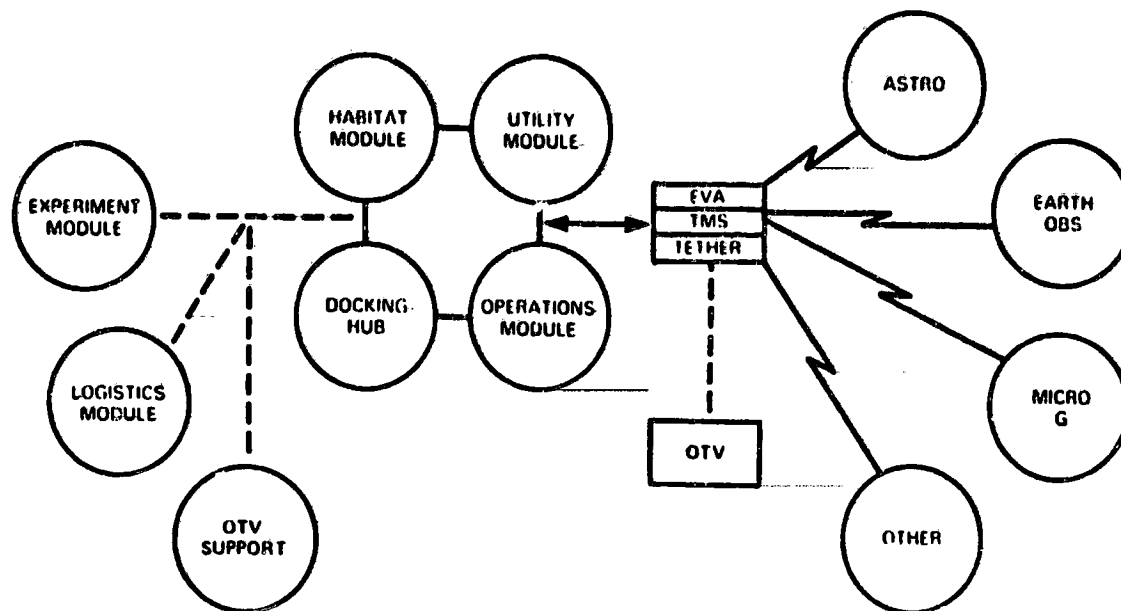 ASTRO
HABITAT
MODULE
UTILITY
MODULE
EXPERIMENT
MODULE
EVA
TMS
TETHER
EARTH
OBS
DOCKING
HUB
OPERATIONS
MODULE
LOGISTICS
MODULE
MICRO
G
OTV
OTV
SUPPORT
OTHER